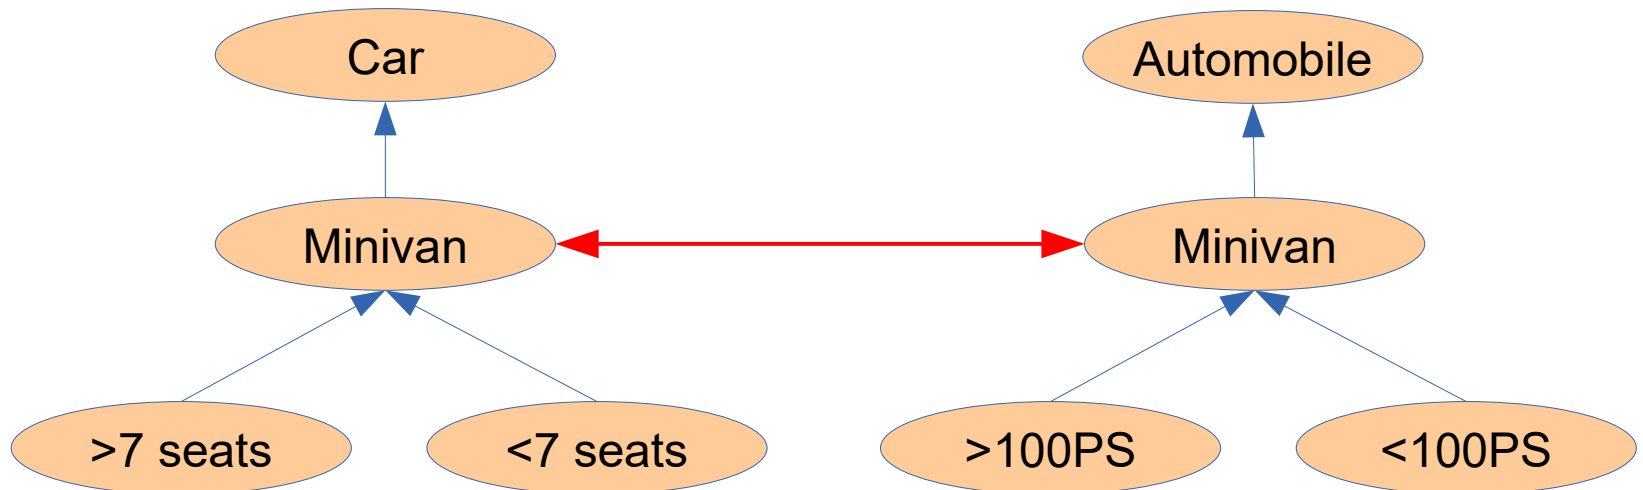 Car
Automobile
Minivan
Minivan
>7 seats
<7 seats
>100PS
<100PS